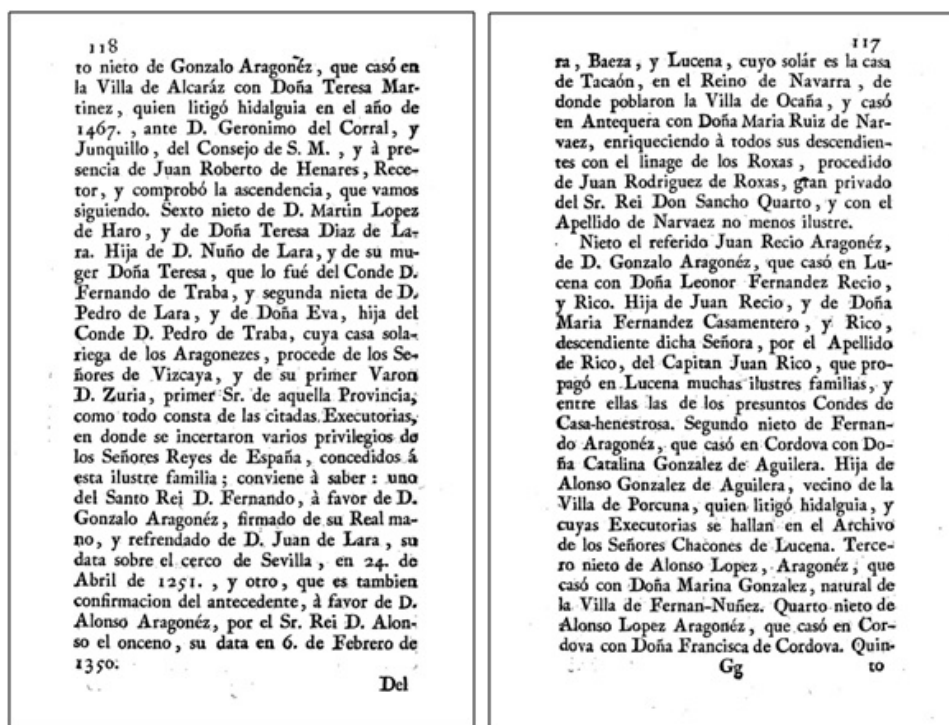 118
to nieto de Gonzalo Aragonéz, que casó en
la Villa de Alcaráz con Doña Teresa Mar-
tinez, quien litigó hidalguia en el año de
1467. , ante D. Geronimo del Corral, y
Junquillo, del Consejo de S. M. , y à pre-
sencia de Juan Roberto de Henares, Rece-
tor, y comprobó la ascendencia, que vamos
siguiendo. Sexto nieto de D. Martin Lopez
de Haro, y de Doña Teresa Diaz de La-
ra. Hija de D. Nuño de Lara, y de su mu-
ger Doña Teresa, que lo fué del Conde D.
Fernando de Traba, y segunda nieta de D.
Pedro de Lara, y de Doña Eva, hija del
Conde D. Pedro de Traba, cuya casa sola-
riega de los Aragonezes, procede de los Se-
ñores de Vizcaya, y de su primer Varon
D. Zuria, primer Sr. de aquella Provincia,
como todo consta de las citadas Executorias,
en donde se incertaron varios privilegios de
los Señores Reyes de España, concedidos á
esta ilustre familia; conviene à saber: uno
del Santo Rei D. Fernando, à favor de D.
Gonzalo Aragonéz, firmado de su Real ma-
no, y refrendado de D. Juan de Lara, su
data sobre el cerco de Sevilla, en 24. de
Abril de 1251. , y otro, que es tambien
confirmacion del antecedente, à favor de D.
Alonso Aragonéz, por el Sr. Rei D. Alon-
so el onceno, su data en 6. de Febrero de
1350.
Del
117
ra, Baeza, y Lucena, cuyo solár es la casa
de Tacaón, en el Reino de Navarra, de
donde poblaron la Villa de Ocaña, y casó
en Antequera con Doña Maria Ruiz de Nar-
vaez, enriqueciendo à todos sus descendien-
tes con el linage de los Roxas, procedido
de Juan Rodriguez de Roxas, gran privado
del Sr. Rei Don Sancho Quarto, y con el
Apellido de Narvaez no menos ilustre.
Nieto el referido Juan Recio Aragonéz,
de D. Gonzalo Aragonéz, que casó en Lu-
cena con Doña Leonor Fernandez Recio,
y Rico. Hija de Juan Recio, y de Doña
Maria Fernandez Casamentero, y Rico,
descendiente dicha Señora, por el Apellido
de Rico, del Capitan Juan Rico, que pro-
pagó en Lucena muchas ilustres familias, y
entre ellas las de los presuntos Condes de
Casa-henestrosa. Segundo nieto de Fernan-
do Aragonéz, que casó en Cordova con Do-
ña Catalina Gonzalez de Aguilera. Hija de
Alonso Gonzalez de Aguilera, vecino de la
Villa de Porcuna, quien litigó hidalguia, y
cuyas Executorias se hallan en el Archivo
de los Señores Chacones de Lucena. Terce-
ro nieto de Alonso Lopez, Aragonéz, que
casó con Doña Marina Gonzalez, natural de
la Villa de Fernan-Nuñez. Quarto nieto de
Alonso Lopez Aragonéz, que casó en Cor-
dova con Doña Francisca de Cordova. Quin-
Gg to